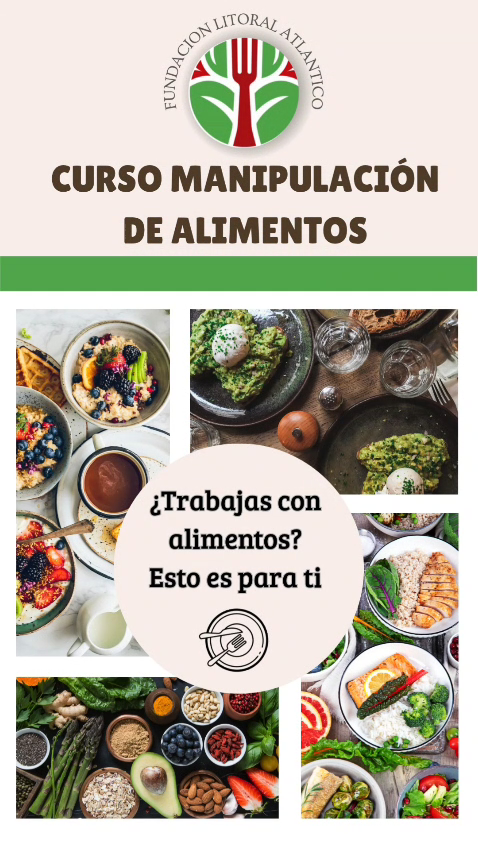 FUNDACION LITORAL ATLANTICO
CURSO MANIPULACIÓN
DE ALIMENTOS
¿Trabajas con
alimentos?
Esto es para ti